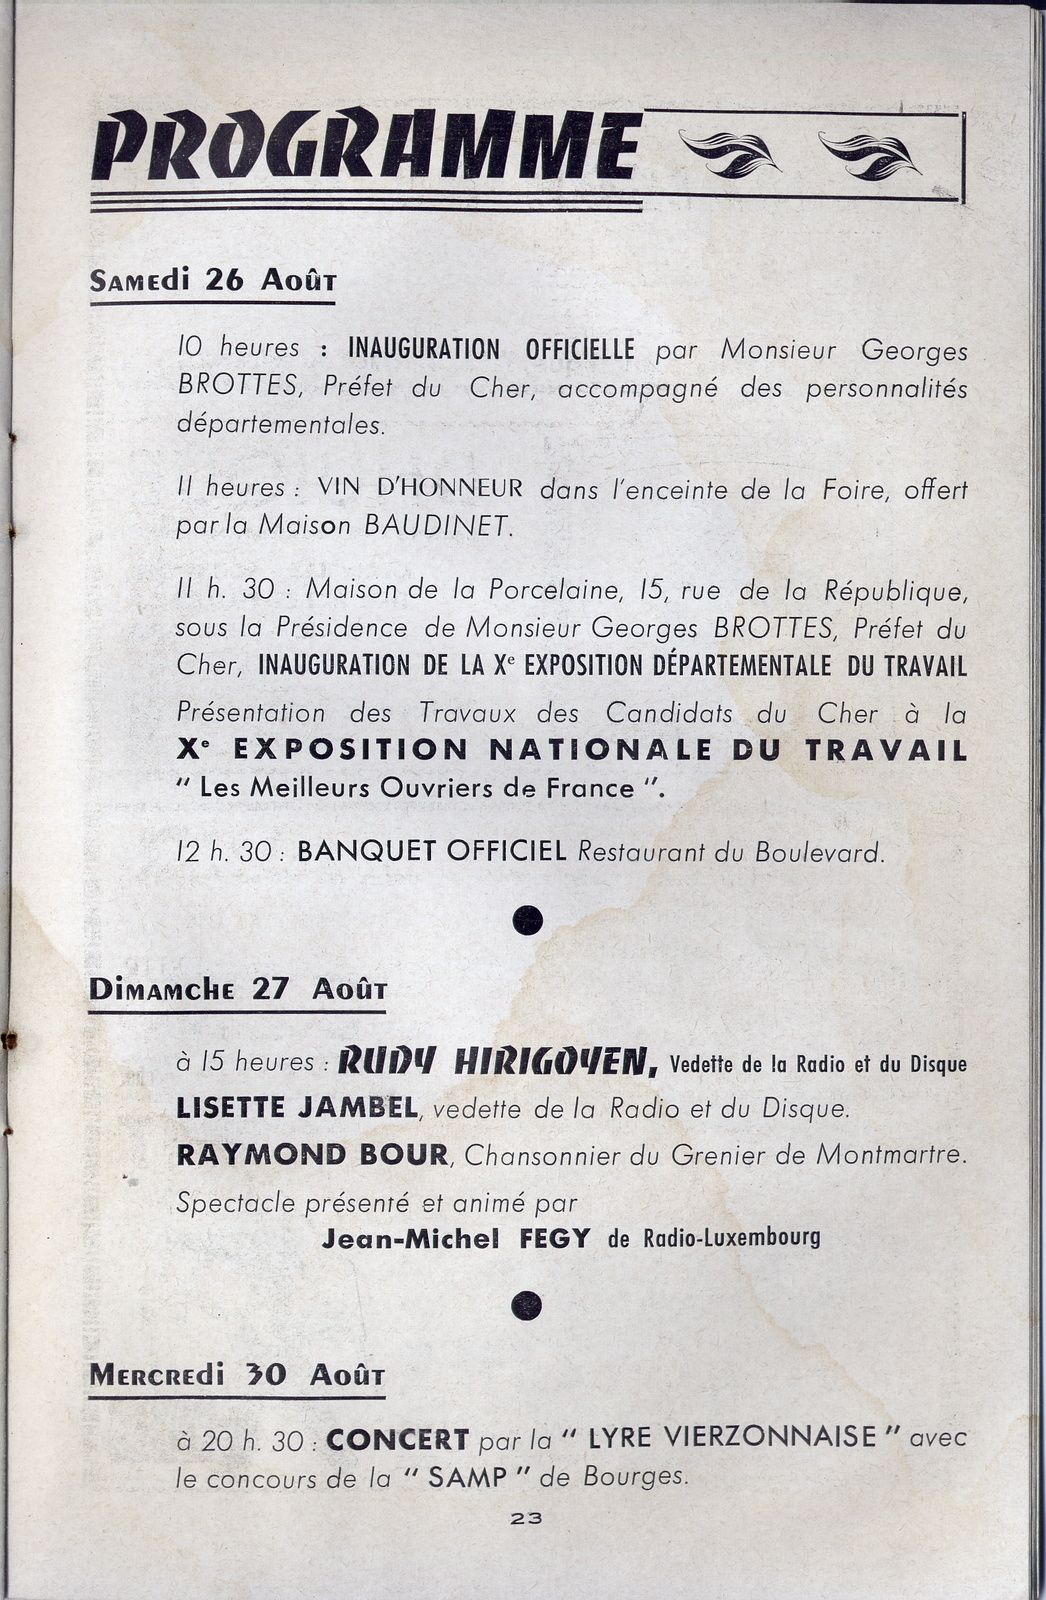 PROGRAMME
Samedi 26 Août
10 heures : INAUGURATION OFFICIELLE par Monsieur Georges
BROTTES, Préfet du Cher, accompagné des personnalités
départementales.
11 heures : VIN D'HONNEUR dans l'enceinte de la Foire, offert
par la Maison BAUDINET.
11 h. 30 : Maison de la Porcelaine, 15, rue de la République,
sous la Présidence de Monsieur Georges BROTTES, Préfet du
Cher, INAUGURATION DE LA Xe EXPOSITION DÉPARTEMENTALE DU TRAVAIL
Présentation des Travaux des Candidats du Cher à la
Xe EXPOSITION NATIONALE DU TRAVAIL
" Les Meilleurs Ouvriers de France ".
12 h. 30 : BANQUET OFFICIEL Restaurant du Boulevard.
Dimamche 27 Août
à 15 heures : RUDY HIRIGOYEN, Vedette de la Radio et du Disque
LISETTE JAMBEL, vedette de la Radio et du Disque.
RAYMOND BOUR, Chansonnier du Grenier de Montmartre.
Spectacle présenté et animé par
Jean-Michel FEGY de Radio-Luxembourg
Mercredi 30 Août
à 20 h. 30 : CONCERT par la " LYRE VIERZONNAISE " avec
le concours de la " SAMP " de Bourges.
23